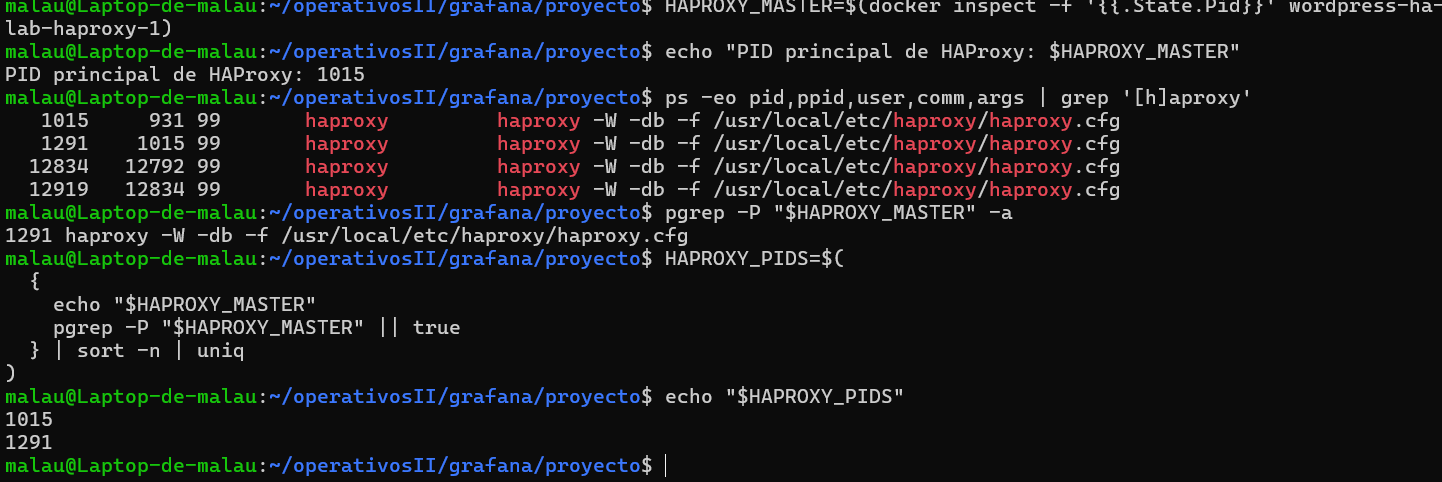 malau@Laptop-de-malau:~/operativosII/grafana/proyecto$ HAPROXY_MASTER=$(docker inspect -f '{{.State.Pid}}' wordpress-ha-
lab-haproxy-1)
malau@Laptop-de-malau:~/operativosII/grafana/proyecto$ echo "PID principal de HAProxy: $HAPROXY_MASTER"
PID principal de HAProxy: 1015
malau@Laptop-de-malau:~/operativosII/grafana/proyecto$ ps -eo pid,ppid,user,comm,args | grep '[h]aproxy'
   1015     931 99       haproxy         haproxy -W -db -f /usr/local/etc/haproxy/haproxy.cfg
   1291    1015 99       haproxy         haproxy -W -db -f /usr/local/etc/haproxy/haproxy.cfg
  12834   12792 99       haproxy         haproxy -W -db -f /usr/local/etc/haproxy/haproxy.cfg
  12919   12834 99       haproxy         haproxy -W -db -f /usr/local/etc/haproxy/haproxy.cfg
malau@Laptop-de-malau:~/operativosII/grafana/proyecto$ pgrep -P "$HAPROXY_MASTER" -a
1291 haproxy -W -db -f /usr/local/etc/haproxy/haproxy.cfg
malau@Laptop-de-malau:~/operativosII/grafana/proyecto$ HAPROXY_PIDS=$(
  {
    echo "$HAPROXY_MASTER"
    pgrep -P "$HAPROXY_MASTER" || true
  } | sort -n | uniq
)
malau@Laptop-de-malau:~/operativosII/grafana/proyecto$ echo "$HAPROXY_PIDS"
1015
1291
malau@Laptop-de-malau:~/operativosII/grafana/proyecto$